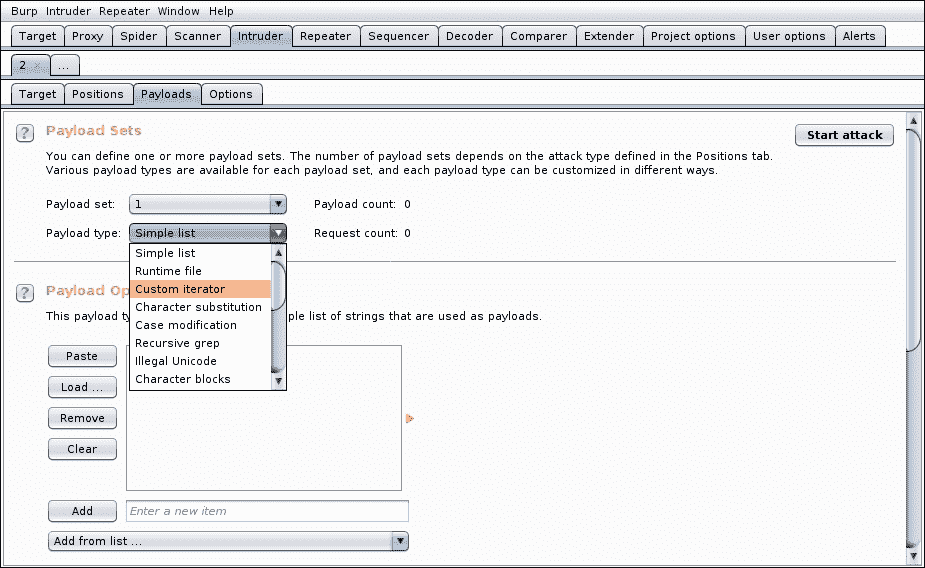 Burp Intruder Repeater Window Help
Target Proxy Spider Scanner Intruder Repeater Sequencer Decoder Comparer Extender Project options User options Alerts
2 × ...
Target Positions Payloads Options
? Payload Sets
Start attack
You can define one or more payload sets. The number of payload sets depends on the attack type defined in the Positions tab.
Various payload types are available for each payload set, and each payload type can be customized in different ways.
Payload set: 1 Payload count: 0
Payload type: Simple list Request count: 0
Simple list
Runtime file
Custom iterator
Character substitution
Case modification
Recursive grep
Illegal Unicode
Character blocks
? Payload Op
This payload ty ple list of strings that are used as payloads.
Paste
Load ...
Remove
Clear
Add Enter a new item
Add from list ...